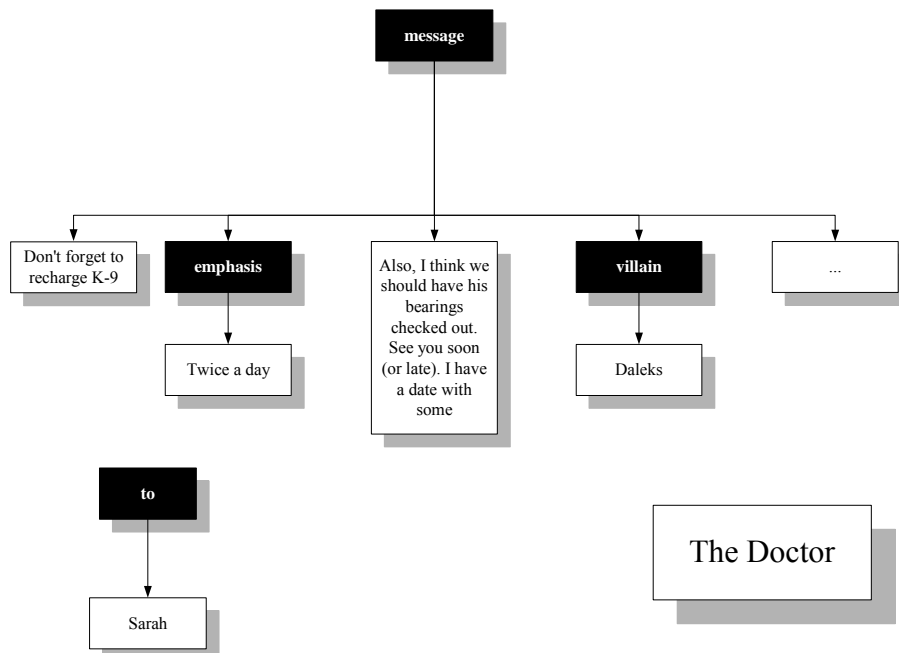 message
Don't forget to
recharge K-9
emphasis
Also, I think we
should have his
bearings
checked out.
See you soon
(or late). I have
a date with
some
villain
...
Twice a day
Daleks
to
The Doctor
Sarah